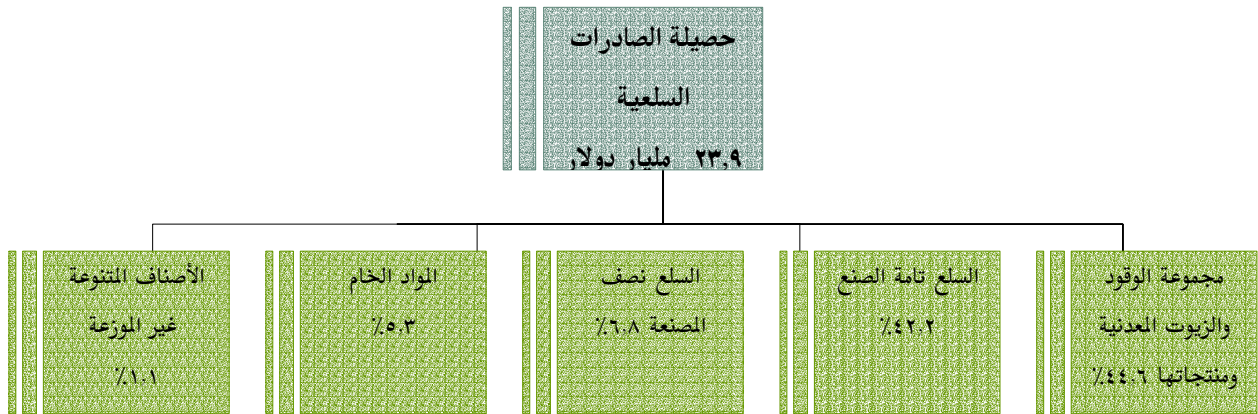 حصيلة الصادرات
السلعية
٢٣,٩ مليار دولار
مجموعة الوقود
والزيوت المعدنية
ومنتجاتها ٤٤.٦٪
السلع تامة الصنع
٤٢.٢٪
السلع نصف
المصنعة ٦.٨٪
المواد الخام
٥.٣٪
الأصناف المتنوعة
غير الموزعة
١.١٪